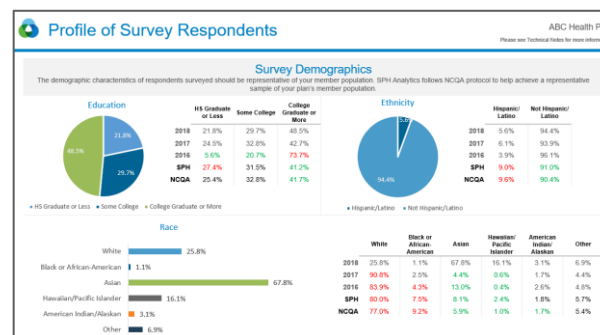 Profile of Survey Respondents
ABC Health P
Please see Technical Notes for more inform
Survey Demographics
The demographic characteristics of respondents surveyed should be representative of your member population. SPH Analytics follows NCQA protocol to help achieve a representative
sample of your plan's member population.
Education
21.8%
29.7%
48.5%
HS Graduate or Less Some College College Graduate or More
HS Graduate
or Less Some College College
Graduate or
More
2018 21.8% 29.7% 48.5%
2017 24.5% 32.8% 42.7%
2016 5.6% 20.7% 73.7%
SPH 27.4% 31.5% 41.2%
NCQA 25.4% 32.8% 41.7%
Ethnicity
5.6%
94.4%
Hispanic/Latino Not Hispanic/Latino
Hispanic/
Latino Not Hispanic/
Latino
2018 5.6% 94.4%
2017 6.1% 93.9%
2016 3.9% 96.1%
SPH 9.0% 91.0%
NCQA 9.6% 90.4%
Race
White 25.8%
Black or African-American 1.1%
Asian 67.8%
Hawaiian/Pacific Islander 16.1%
American Indian/Alaskan 3.1%
Other 6.9%
White Black or
African-
American Asian Hawaiian/
Pacific
Islander American
Indian/
Alaskan Other
2018 25.8% 1.1% 67.8% 16.1% 3.1% 6.9%
2017 90.8% 2.5% 4.4% 0.6% 1.7% 4.4%
2016 83.9% 4.3% 13.0% 0.4% 2.6% 4.8%
SPH 80.0% 7.5% 8.1% 2.4% 1.8% 5.7%
NCQA 77.0% 9.2% 5.9% 1.0% 1.7% 5.4%